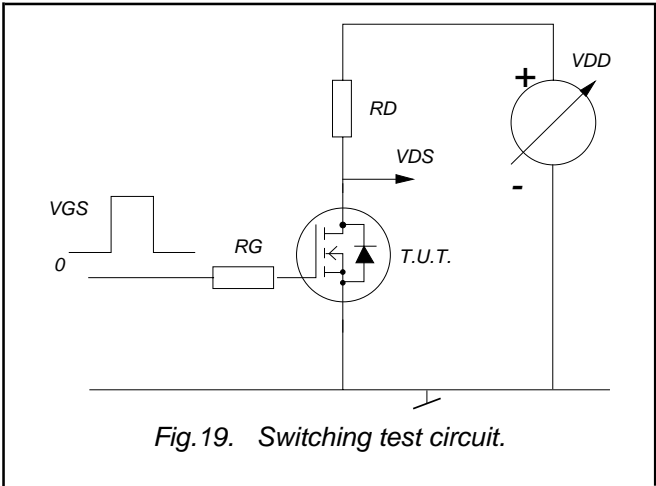 VDD
+
RD
VDS
-
VGS
RG
T.U.T.
0
Fig.19. Switching test circuit.